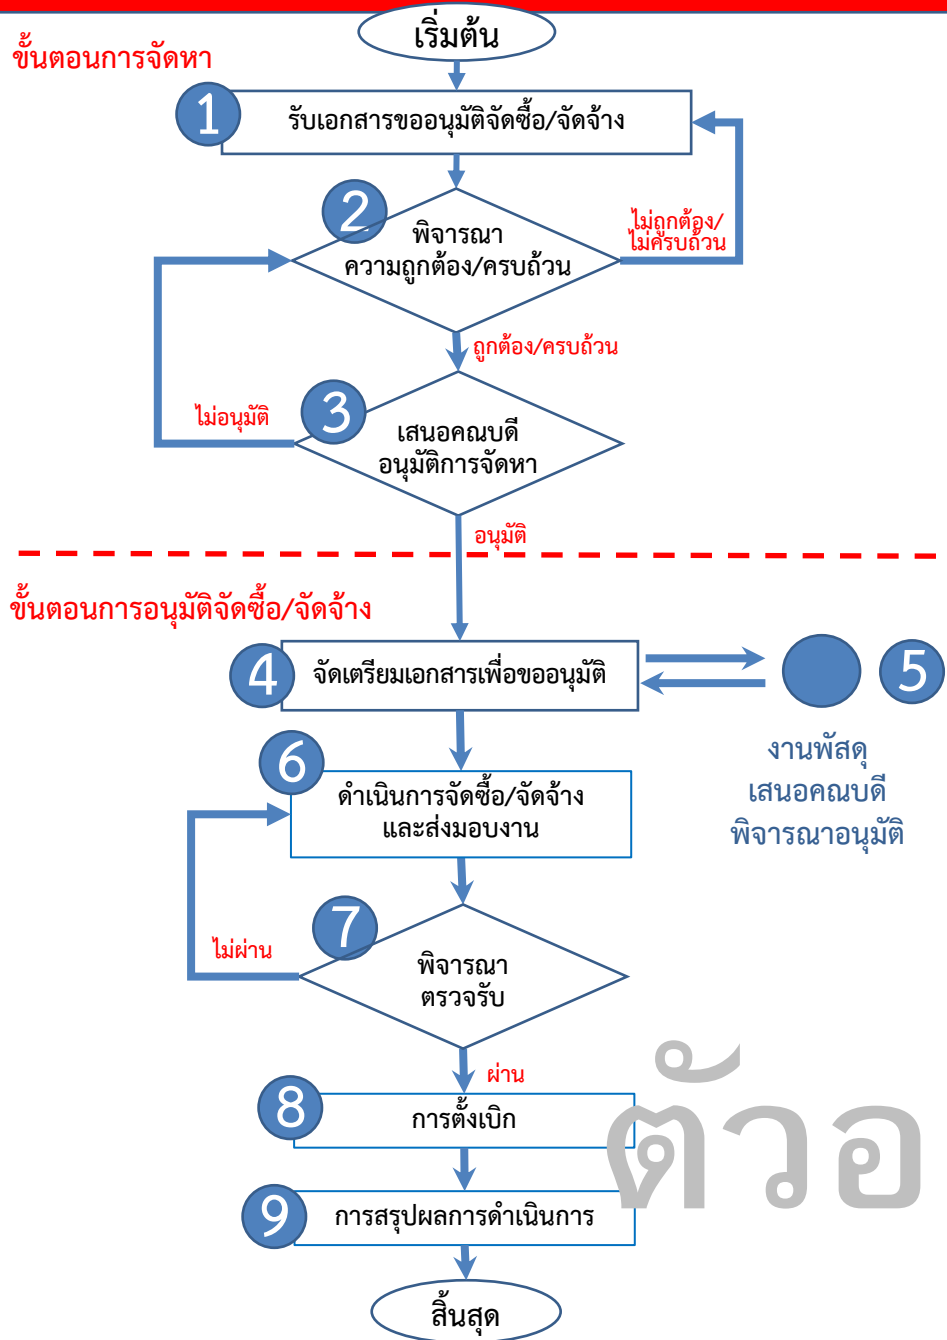 เริ่มต้น
ขั้นตอนการจัดหา
1
รับเอกสารขออนุมัติจัดซื้อ/จัดจ้าง
2
พิจารณา
ความถูกต้อง/ครบถ้วน
ไม่ถูกต้อง/
ไม่ครบถ้วน
ถูกต้อง/ครบถ้วน
3
ไม่อนุมัติ
เสนอคณบดี
อนุมัติการจัดหา
อนุมัติ
ขั้นตอนการอนุมัติจัดซื้อ/จัดจ้าง
4
จัดเตรียมเอกสารเพื่อขออนุมัติ
5
งานพัสดุ
เสนอคณบดี
พิจารณาอนุมัติ
6
ดำเนินการจัดซื้อ/จัดจ้าง
และส่งมอบงาน
7
ไม่ผ่าน
พิจารณา
ตรวจรับ
ผ่าน
8
การตั้งเบิก
ตัวอ
9
การสรุปผลการดำเนินการ
สิ้นสุด